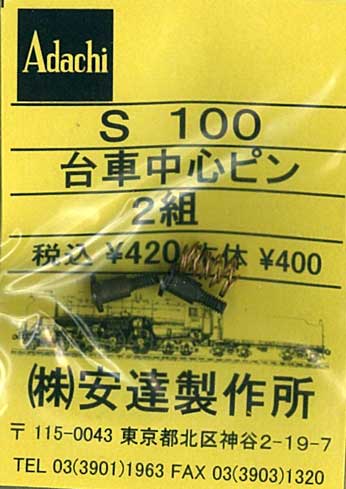 Adachi
S 100
台車中心ピン
2組
税込 ¥420 体 ¥400
(株)安達製作所
〒 115-0043 東京都北区神谷2-19-7
TEL 03(3901)1963 FAX 03(3903)1320